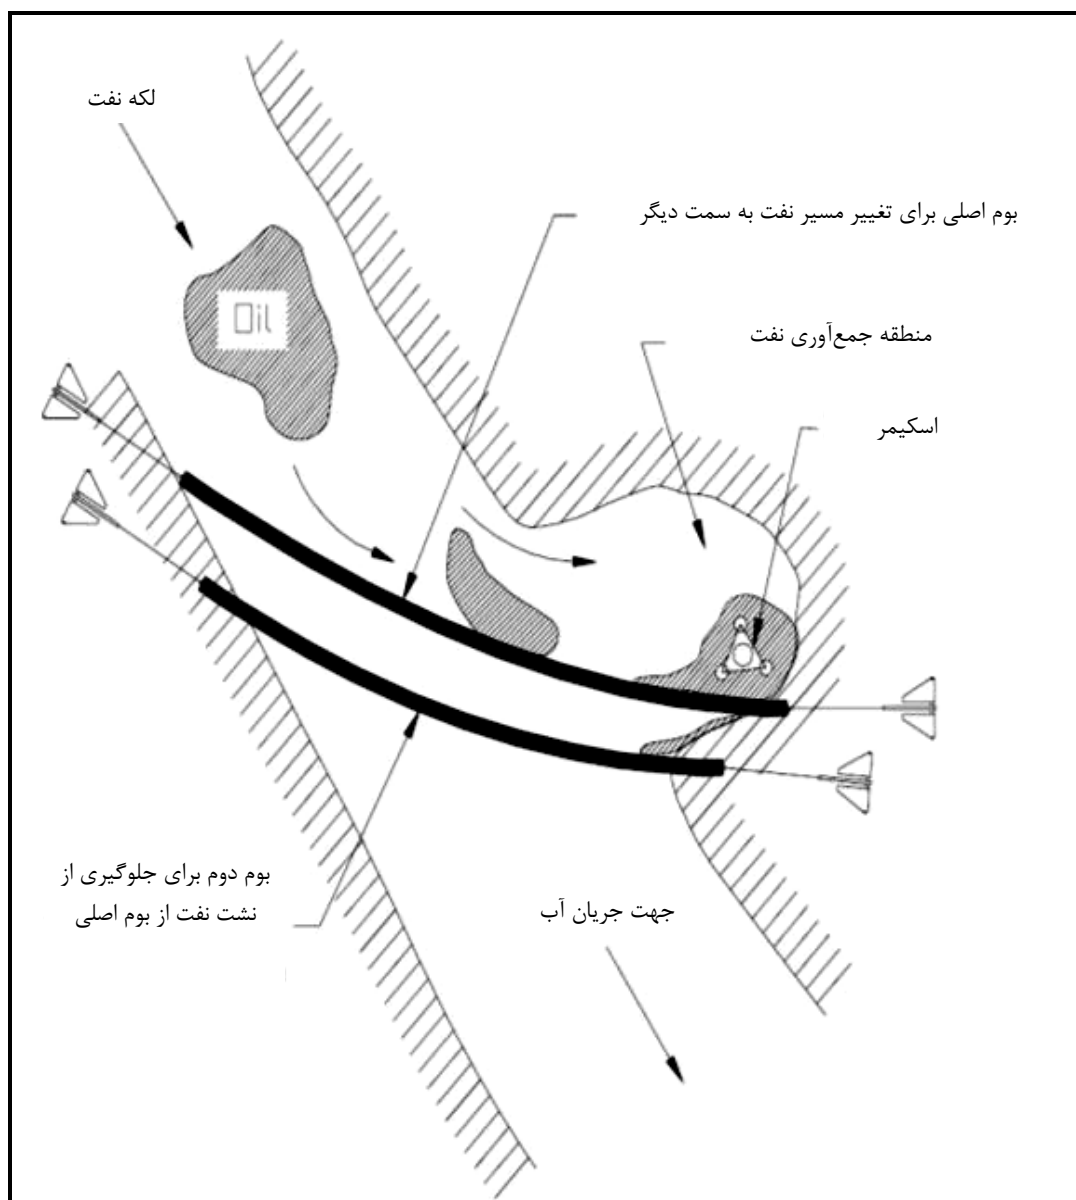 لکه نفت
بوم اصلی برای تغییر مسیر نفت به سمت دیگر
Oil
منطقه جمع‌آوری نفت
اسکیمر
بوم دوم برای جلوگیری از
نشت نفت از بوم اصلی
جهت جریان آب